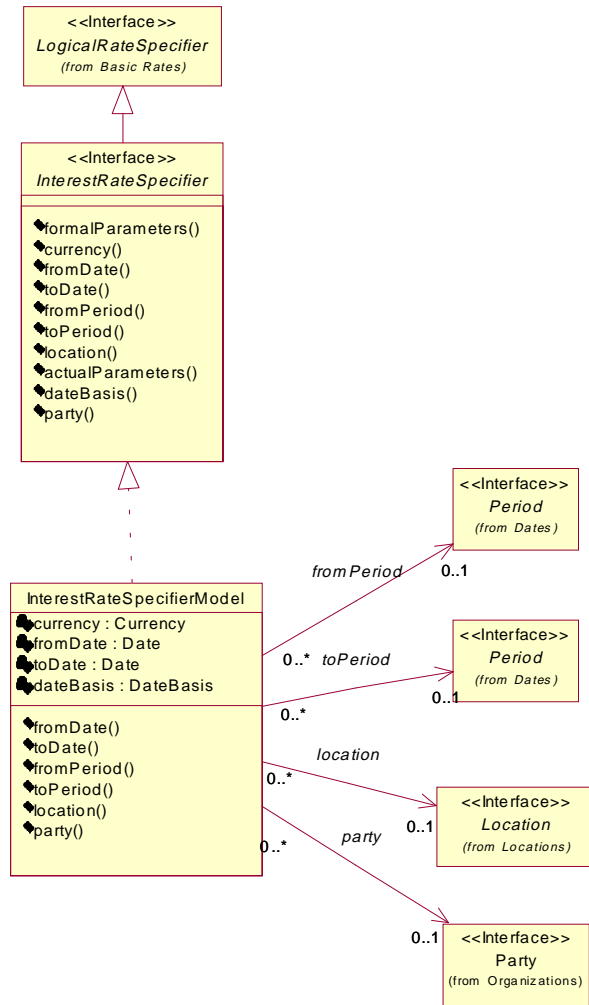 <<Interface>>
LogicalRateSpecifier
(from Basic Rates)
<<Interface>>
InterestRateSpecifier
formalParameters()
currency()
fromDate()
toDate()
fromPeriod()
toPeriod()
location()
actualParameters()
dateBasis()
party()
InterestRateSpecifierModel
currency : Currency
fromDate : Date
toDate : Date
dateBasis : DateBasis
fromDate()
toDate()
fromPeriod()
toPeriod()
location()
party()
fromPeriod
0..*
0..1
<<Interface>>
Period
(from Dates)
toPeriod
0..*
0..1
<<Interface>>
Period
(from Dates)
location
0..*
0..1
<<Interface>>
Location
(from Locations)
party
0..*
0..1
<<Interface>>
Party
(from Organizations)